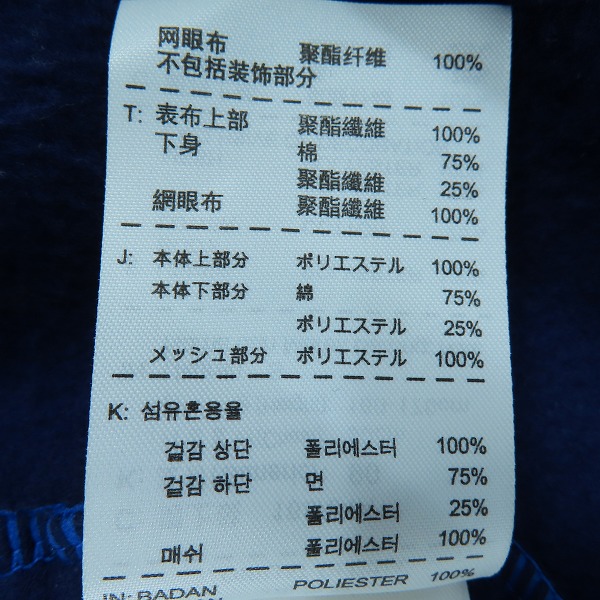 网眼布 聚酯纤维 100%
不包括装饰部分
T: 表布上部 聚酯纖維 100%
下身 棉 75%
聚酯纖維 25%
網眼布 聚酯纖維 100%
J: 本体上部分 ポリエステル 100%
本体下部分 綿 75%
ポリエステル 25%
メッシュ部分 ポリエステル 100%
K: 섬유혼용율
겉감 상단 폴리에스터 100%
겉감 하단 면 75%
폴리에스터 25%
매쉬 폴리에스터 100%
IN: BADAN POLIESTER 100%